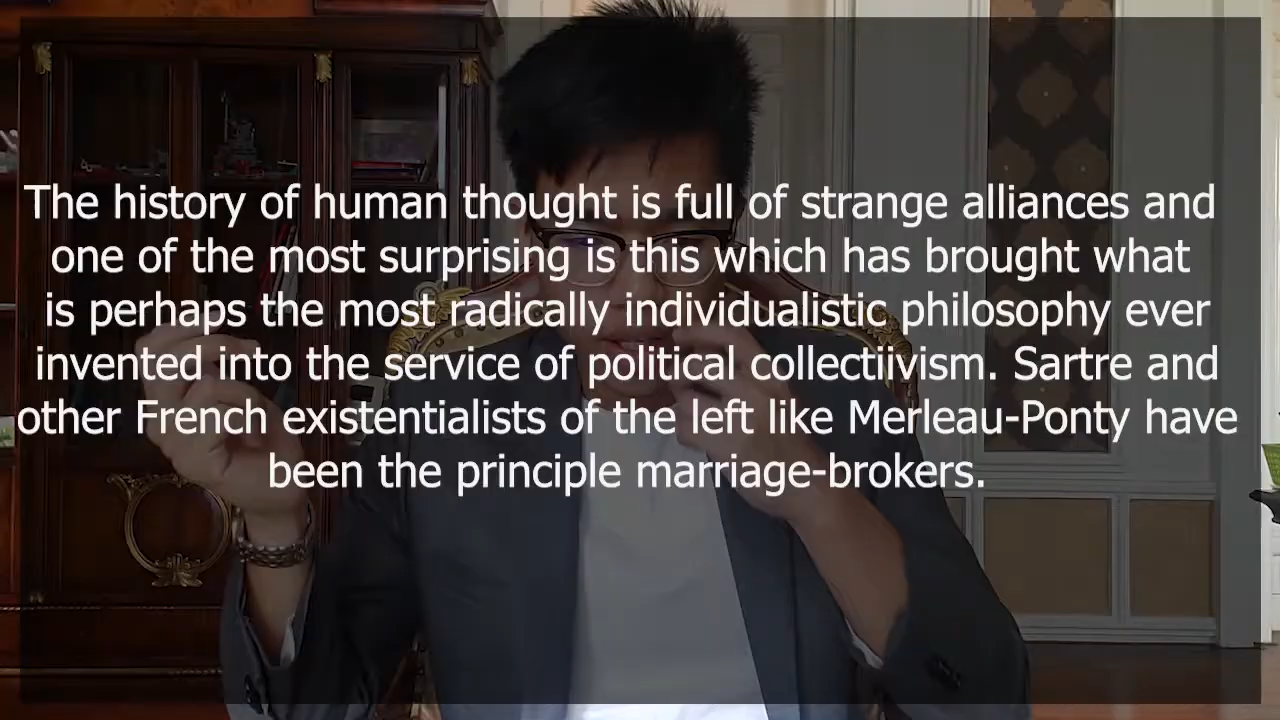 The history of human thought is full of strange alliances and
one of the most surprising is this which has brought what
is perhaps the most radically individualistic philosophy ever
invented into the service of political collectiivism. Sartre and
other French existentialists of the left like Merleau-Ponty have
been the principle marriage-brokers.